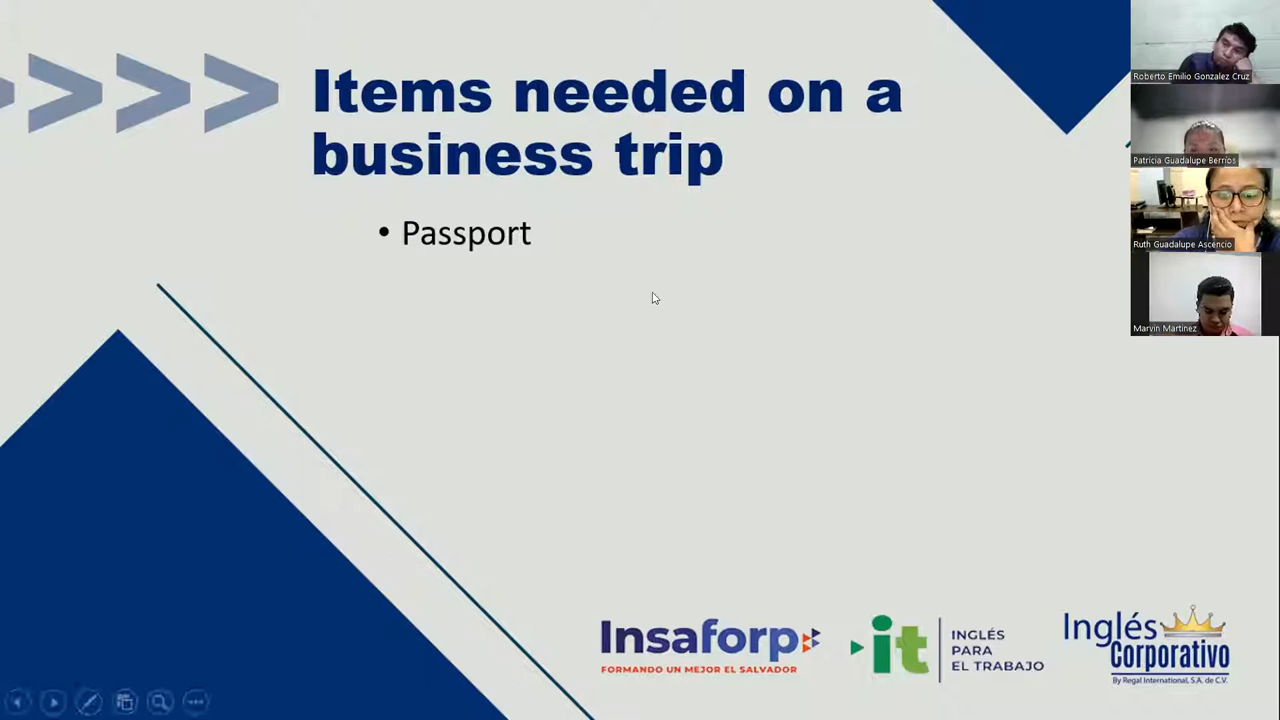 Items needed on a
business trip
• Passport
Roberto Emilio Gonzalez Cruz
Patricia Guadalupe Berríos
Ruth Guadalupe Ascencio
Marvin Martinez
Insaforp
FORMANDO UN MEJOR EL SALVADOR
it
INGLÉS
PARA
EL TRABAJO
Inglés
Corporativo
By Regal International, S.A. de C.V.